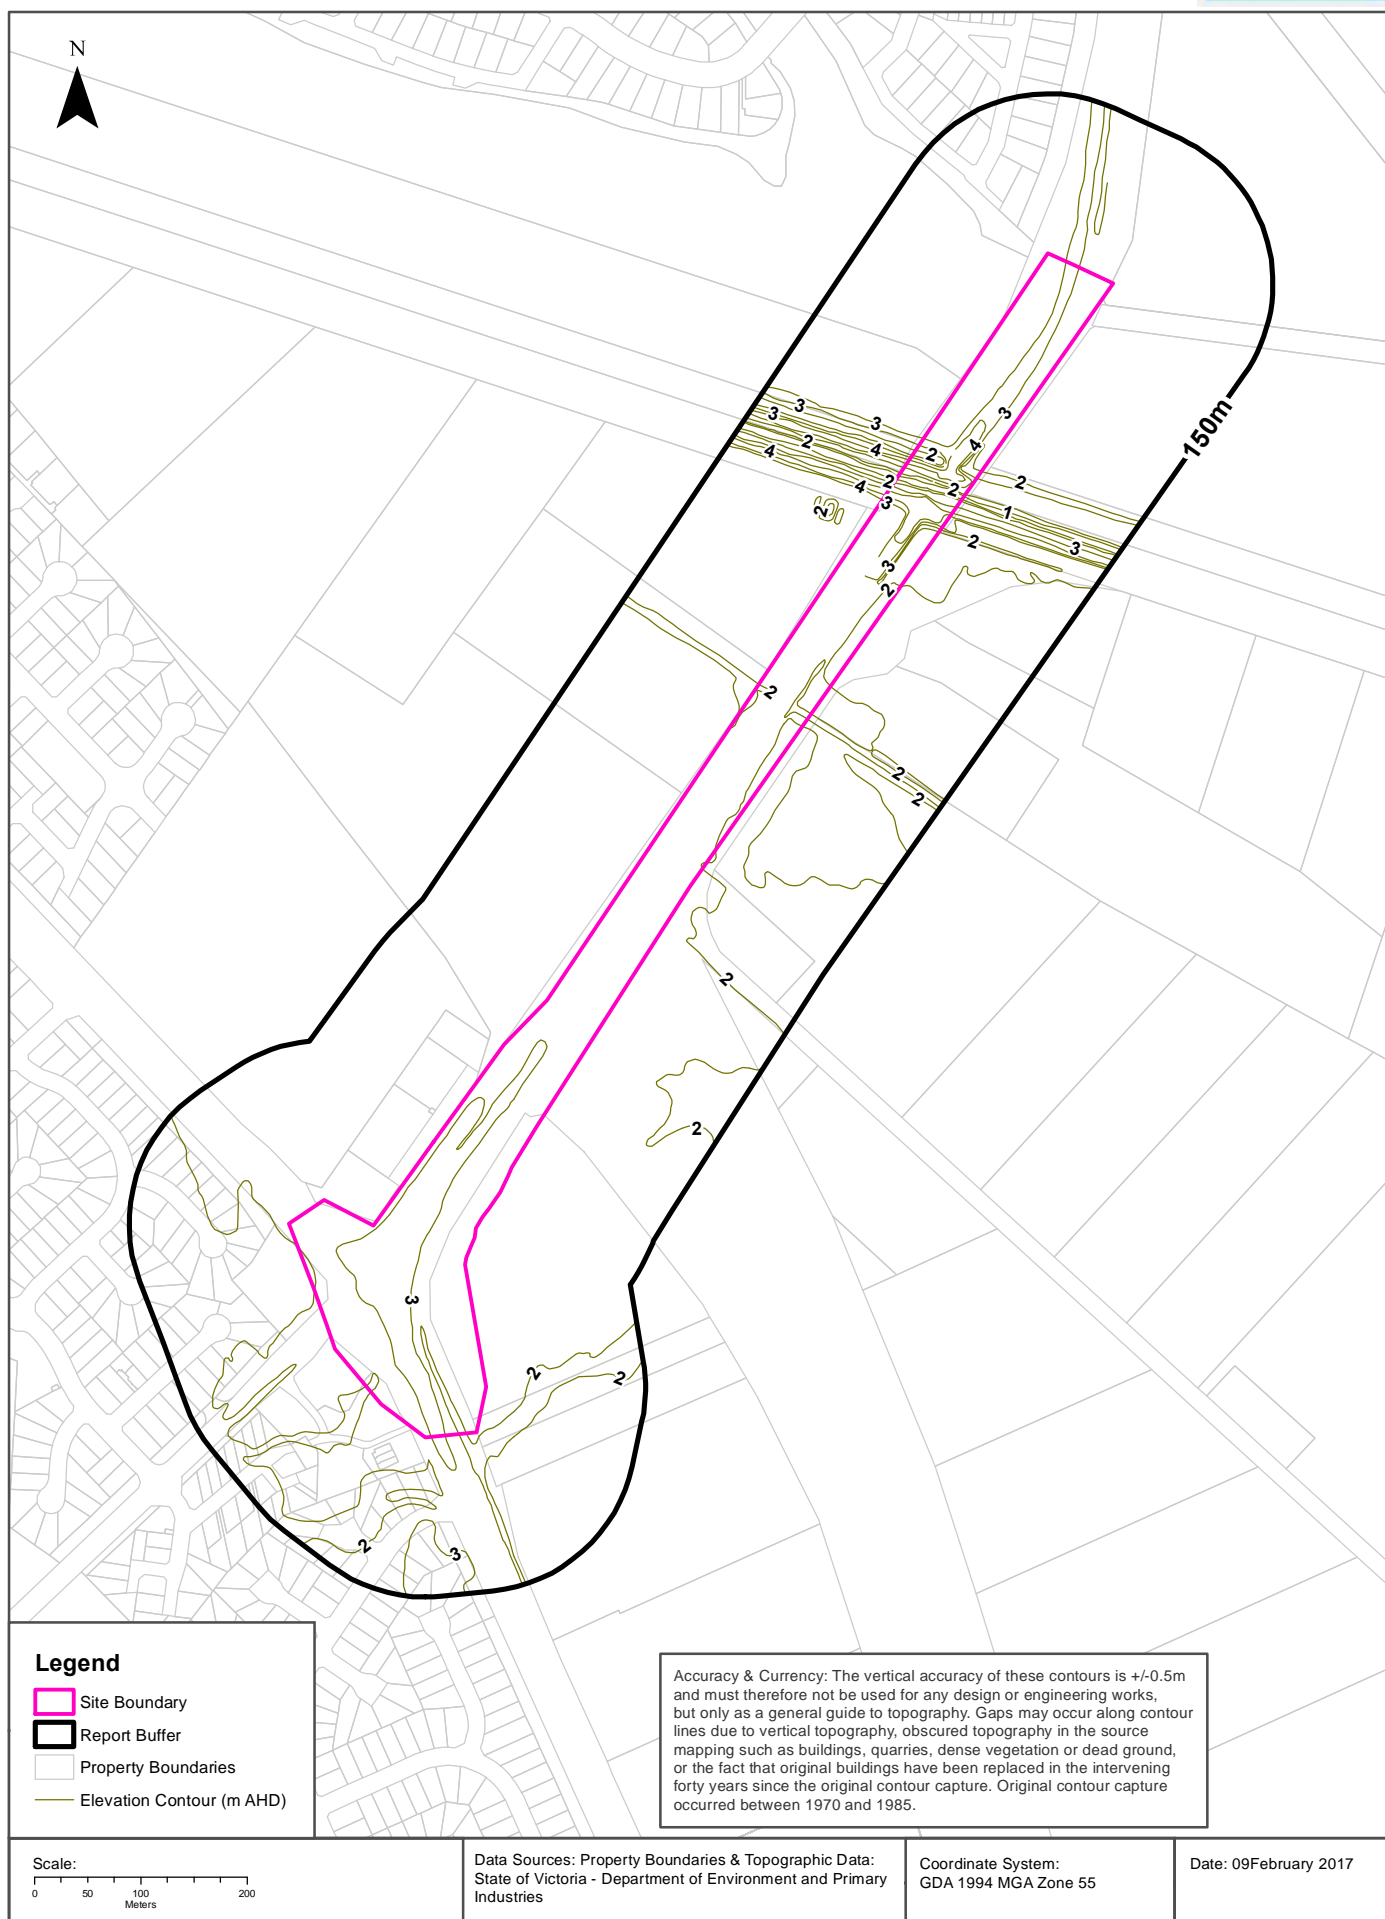 N
150m
3
3
3
3
4
2
2
4
4
2
2
2
4
3
1
2
2
3
3
2
2
2
2
2
2
3
2
2
2
3
Legend
Site Boundary
Report Buffer
Property Boundaries
Elevation Contour (m AHD)
Accuracy & Currency: The vertical accuracy of these contours is +/-0.5m
and must therefore not be used for any design or engineering works,
but only as a general guide to topography. Gaps may occur along contour
lines due to vertical topography, obscured topography in the source
mapping such as buildings, quarries, dense vegetation or dead ground,
or the fact that original buildings have been replaced in the intervening
forty years since the original contour capture. Original contour capture
occurred between 1970 and 1985.
Scale:
0 50 100 200
Meters
Data Sources: Property Boundaries & Topographic Data:
State of Victoria - Department of Environment and Primary
Industries
Coordinate System:
GDA 1994 MGA Zone 55
Date: 09February 2017